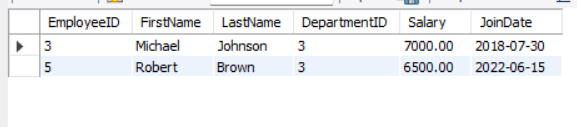 EmployeeID FirstName LastName DepartmentID Salary JoinDate
3 Michael Johnson 3 7000.00 2018-07-30
5 Robert Brown 3 6500.00 2022-06-15